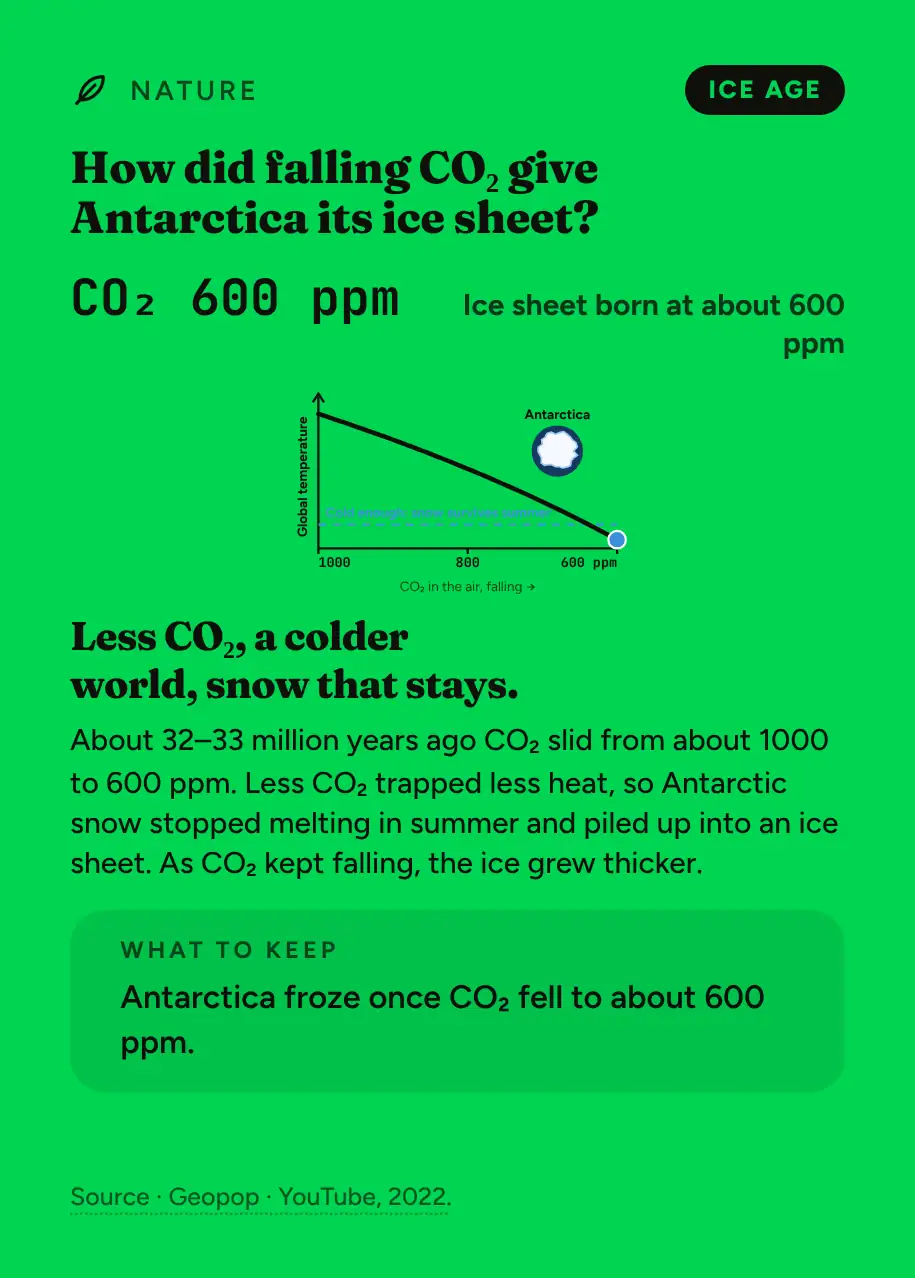 NATURE
ICE AGE
How did falling CO₂ give
Antarctica its ice sheet?
CO₂ 600 ppm
Ice sheet born at about 600
ppm
Antarctica
Global temperature
Cold enough: snow survives summer
1000
800
600 ppm
CO₂ in the air, falling →
Less CO₂, a colder
world, snow that stays.
About 32–33 million years ago CO₂ slid from about 1000
to 600 ppm. Less CO₂ trapped less heat, so Antarctic
snow stopped melting in summer and piled up into an ice
sheet. As CO₂ kept falling, the ice grew thicker.
WHAT TO KEEP
Antarctica froze once CO₂ fell to about 600
ppm.
Source · Geopop · YouTube, 2022.